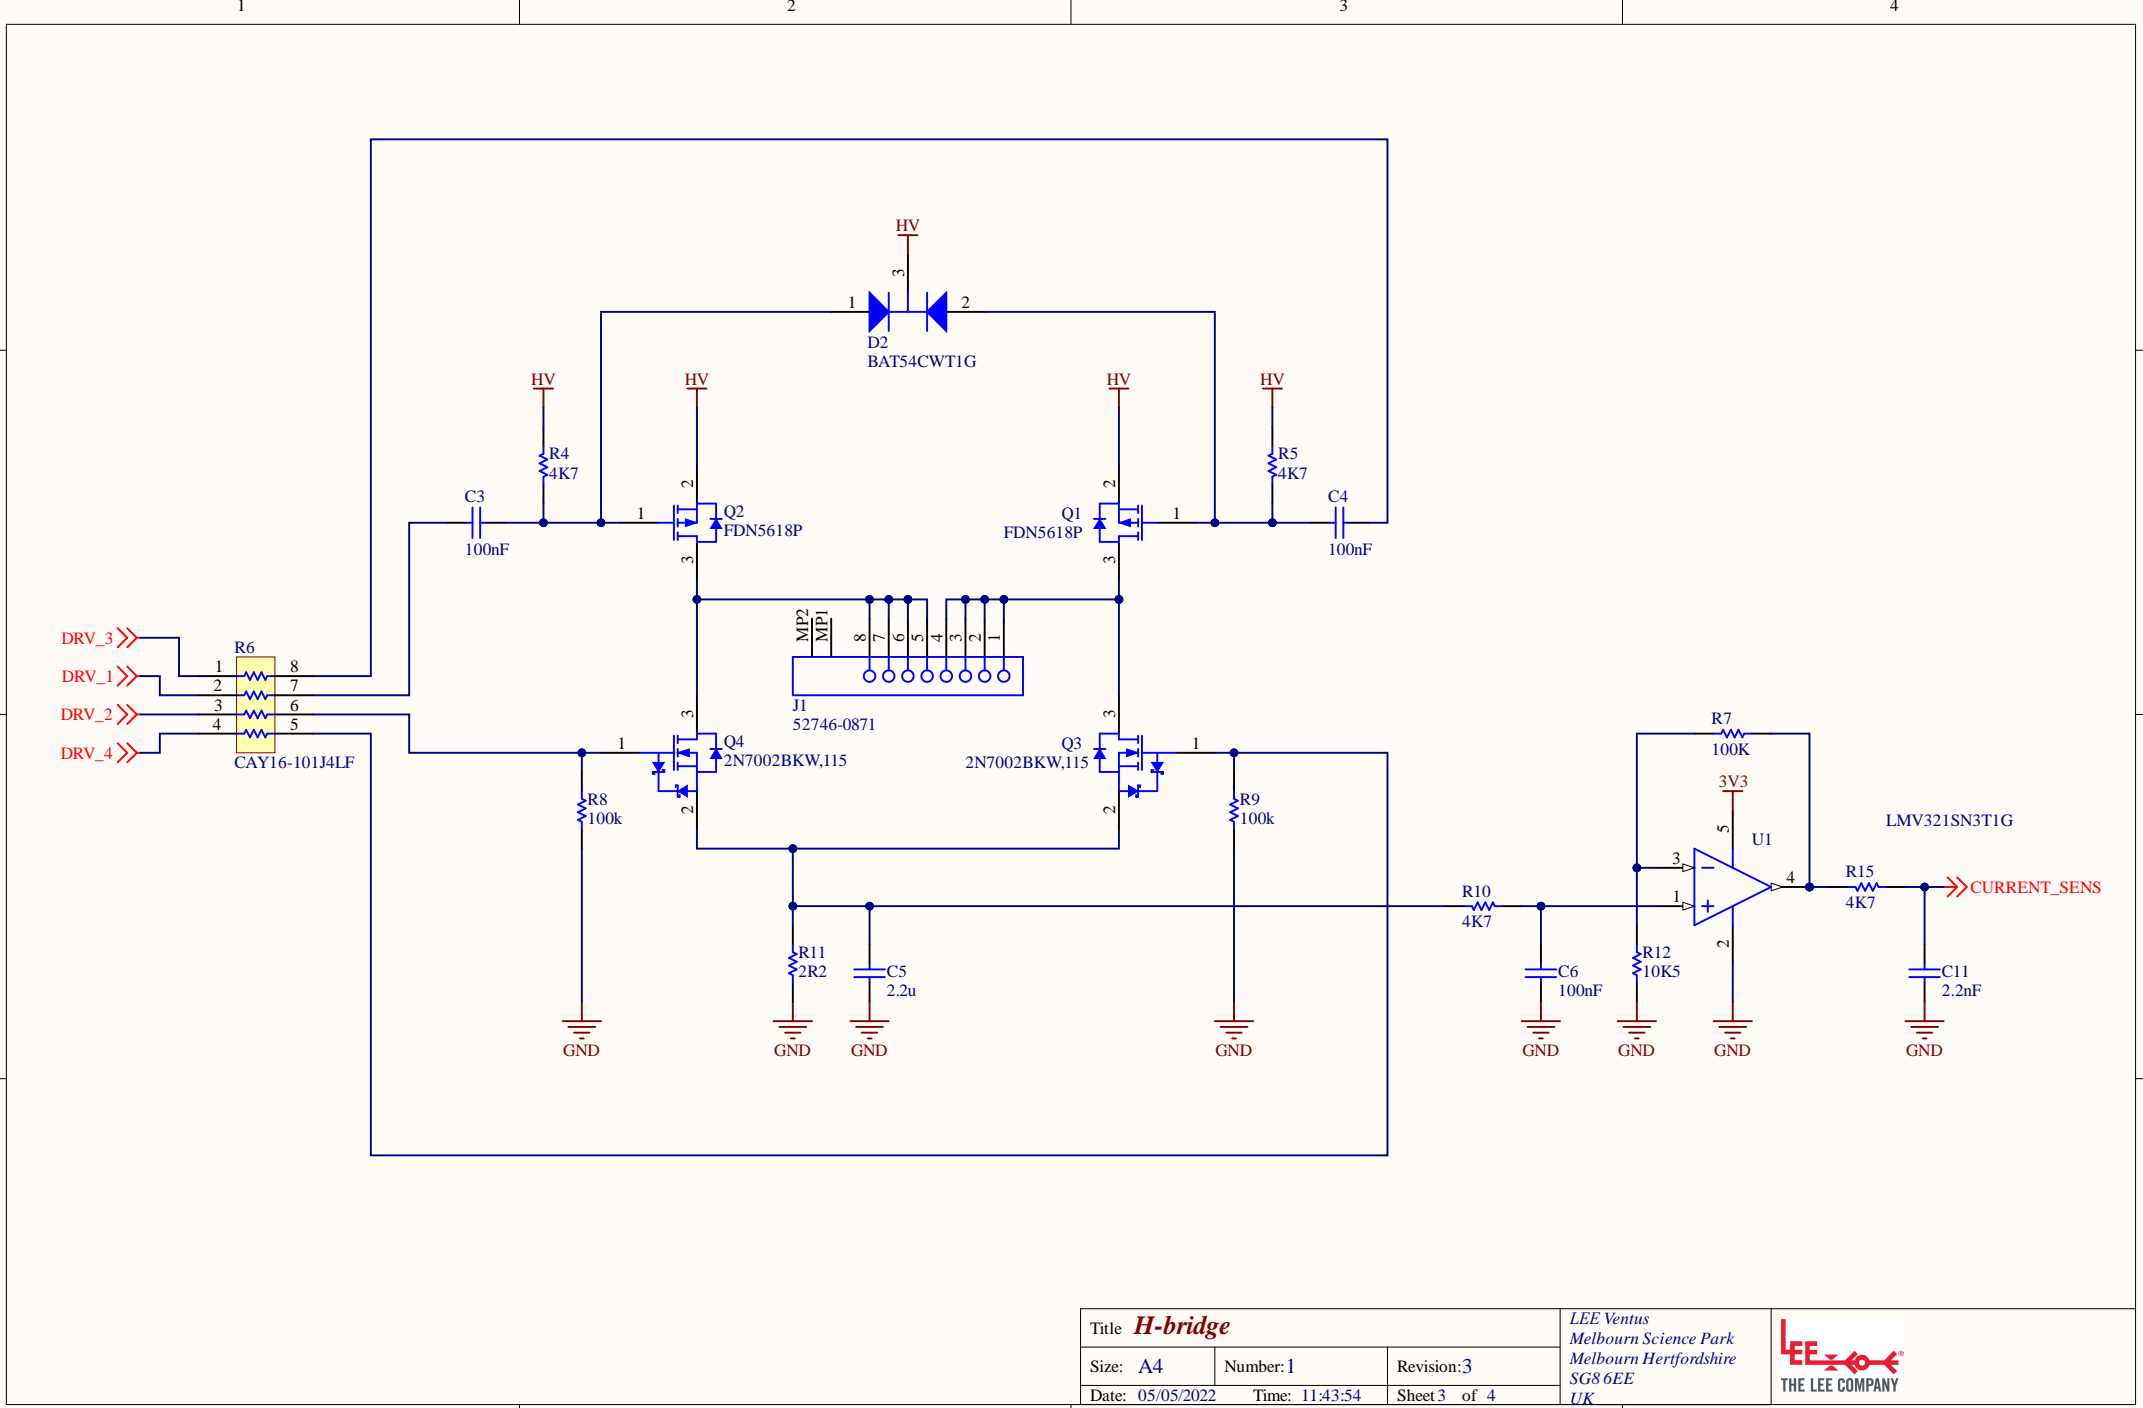 1 2 3 4
HV
3
1 2
D2
BAT54CWT1G
HV HV HV HV
R4
4K7
R5
4K7
2 2
C3
100nF
1
Q2
FDN5618P
Q1
FDN5618P
1
C4
100nF
3 3
MP2
MP1
8 7 6 5 4 3 2 1
J1
52746-0871
DRV_3
DRV_1
DRV_2
DRV_4
R6
1 8
2 7
3 6
4 5
CAY16-101J4LF
3 3
1
Q4
2N7002BKW,115
Q3
2N7002BKW,115
1
2 2
R8
100k
R9
100k
R7
100K
3V3
5
U1
LMV321SN3T1G
3
1
4
2
R10
4K7
R15
4K7
CURRENT_SENS
R11
2R2
C5
2.2u
C6
100nF
R12
10K5
C11
2.2nF
GND GND GND GND GND GND GND GND
Title H-bridge
Size: A4 Number:1 Revision:3
Date: 05/05/2022 Time: 11:43:54 Sheet 3 of 4
LEE Ventus
Melbourn Science Park
Melbourn Hertfordshire
SG8 6EE
UK
LEE ®
THE LEE COMPANY